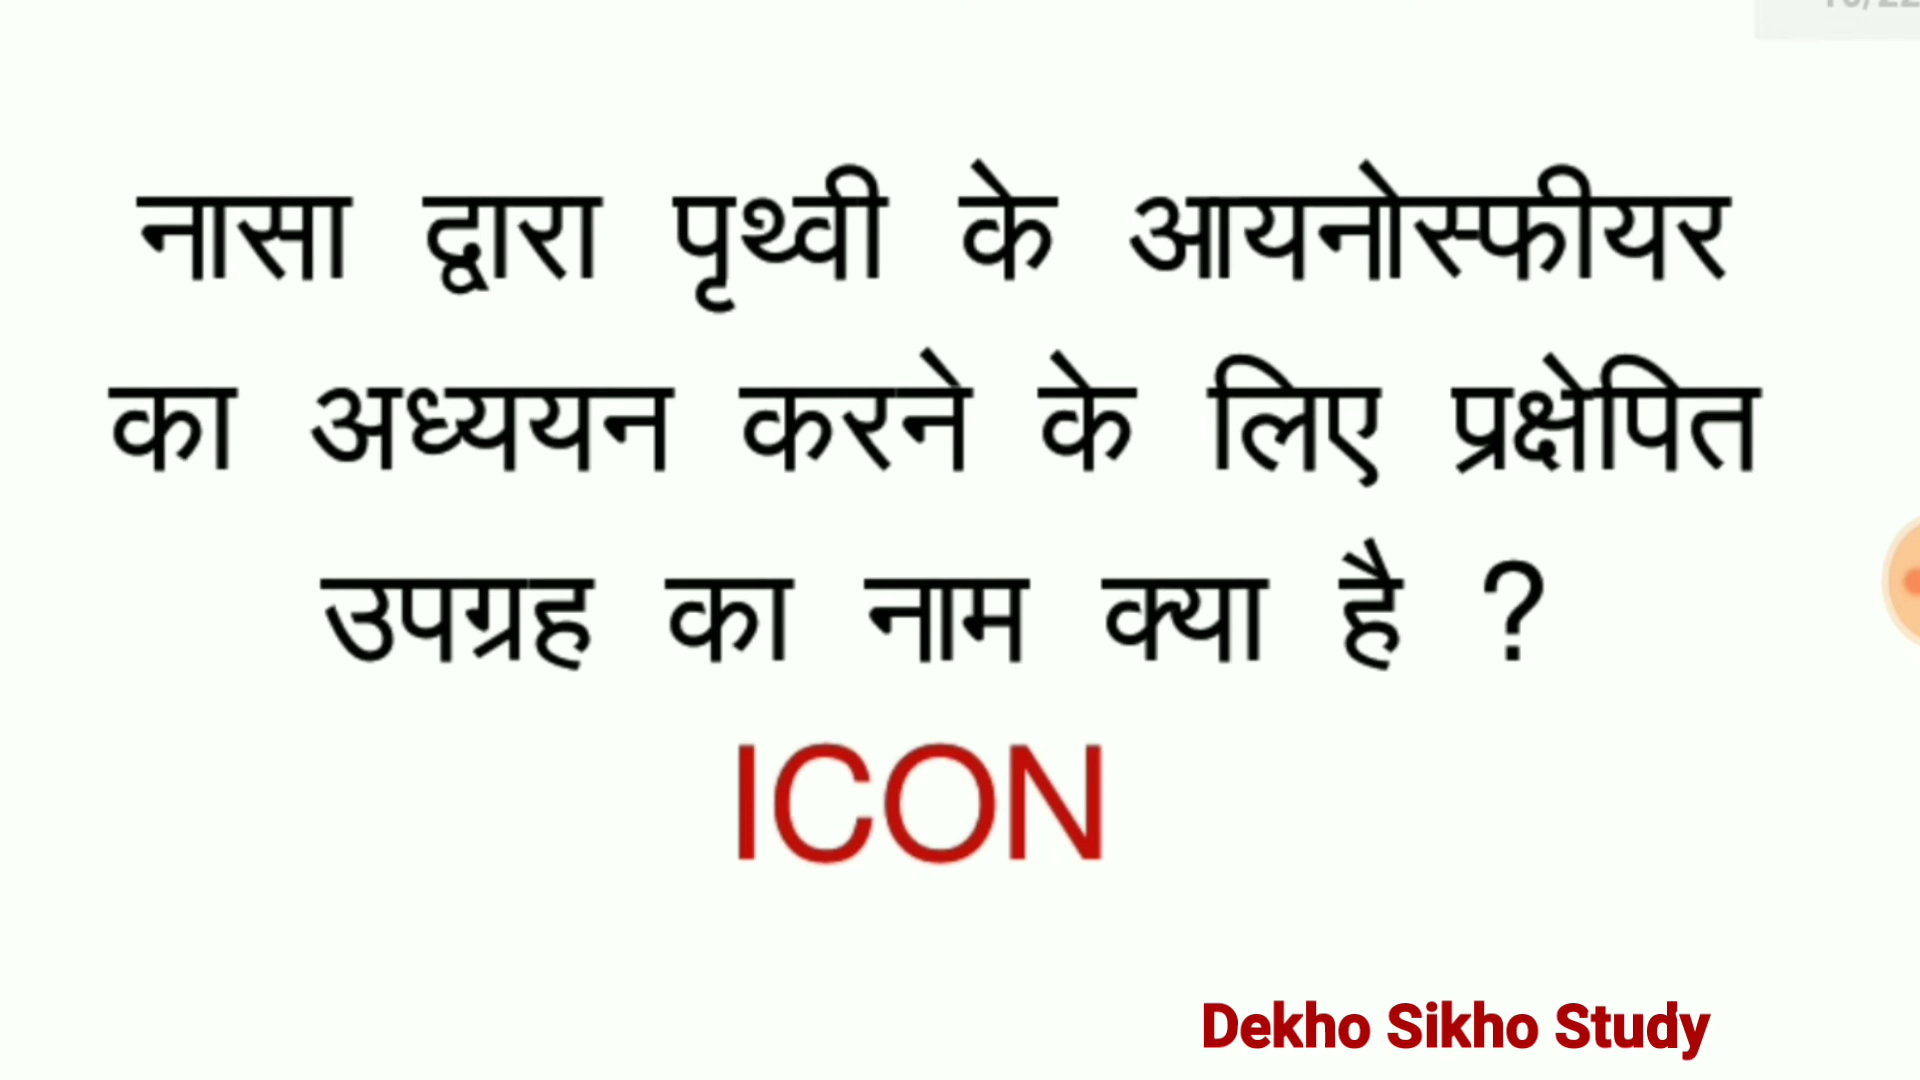 नासा द्वारा पृथ्वी के आयनोस्फीयर
का अध्ययन करने के लिए प्रक्षेपित
उपग्रह का नाम क्या है ?
ICON
Dekho Sikho Study